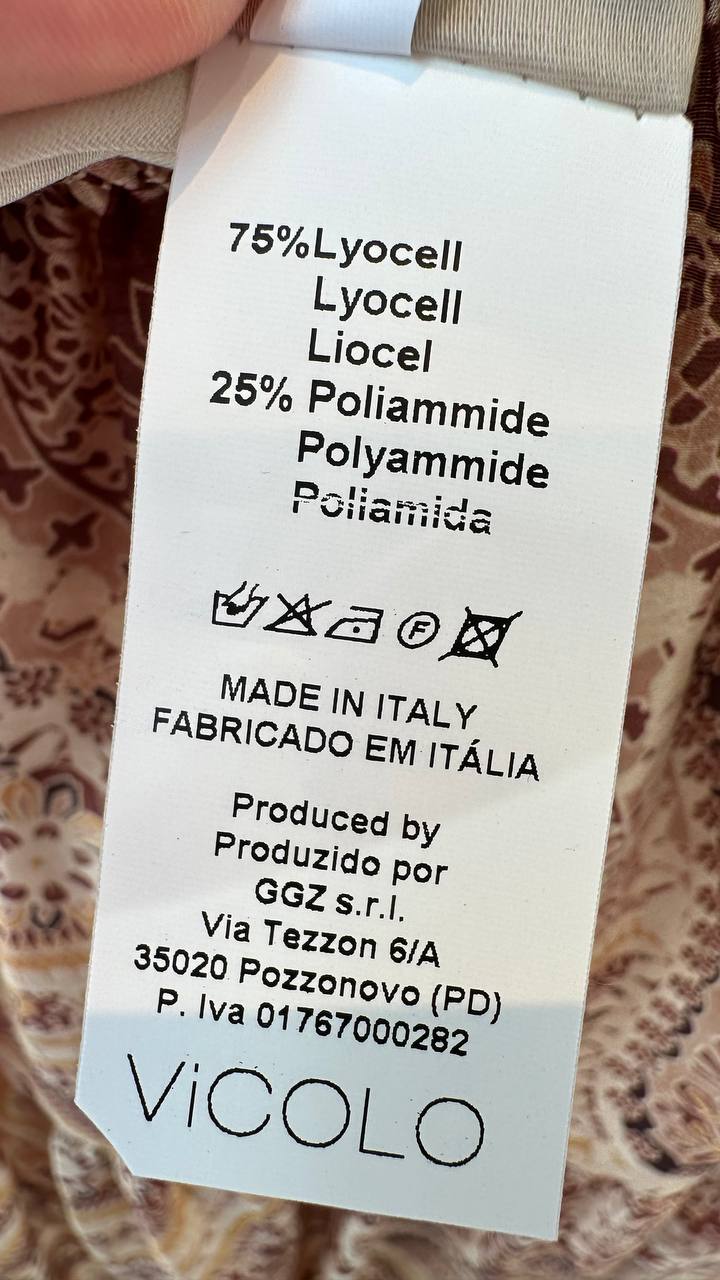 75%Lyocell
Lyocell
Liocel
25% Poliammide
Polyammide
Poliamida
F
MADE IN ITALY
FABRICADO EM ITÁLIA
Produced by
Produzido por
GGZ s.r.l.
Via Tezzon 6/A
35020 Pozzonovo (PD)
P. Iva 01767000282
ViCOLO